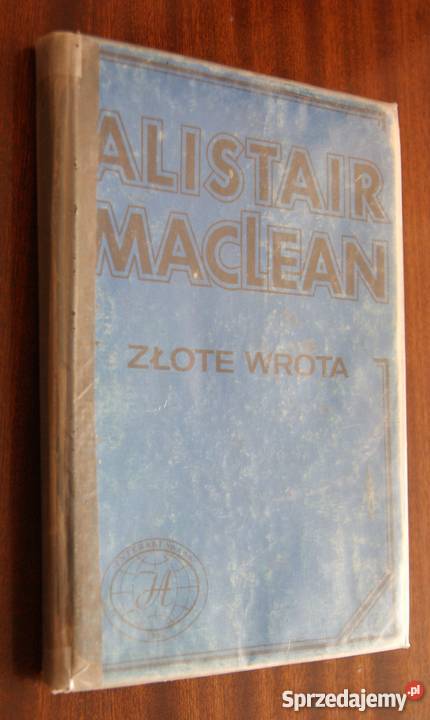 ALISTAIR
MACLEAN
ZŁOTE WROTA
Sprzedajemy.pl